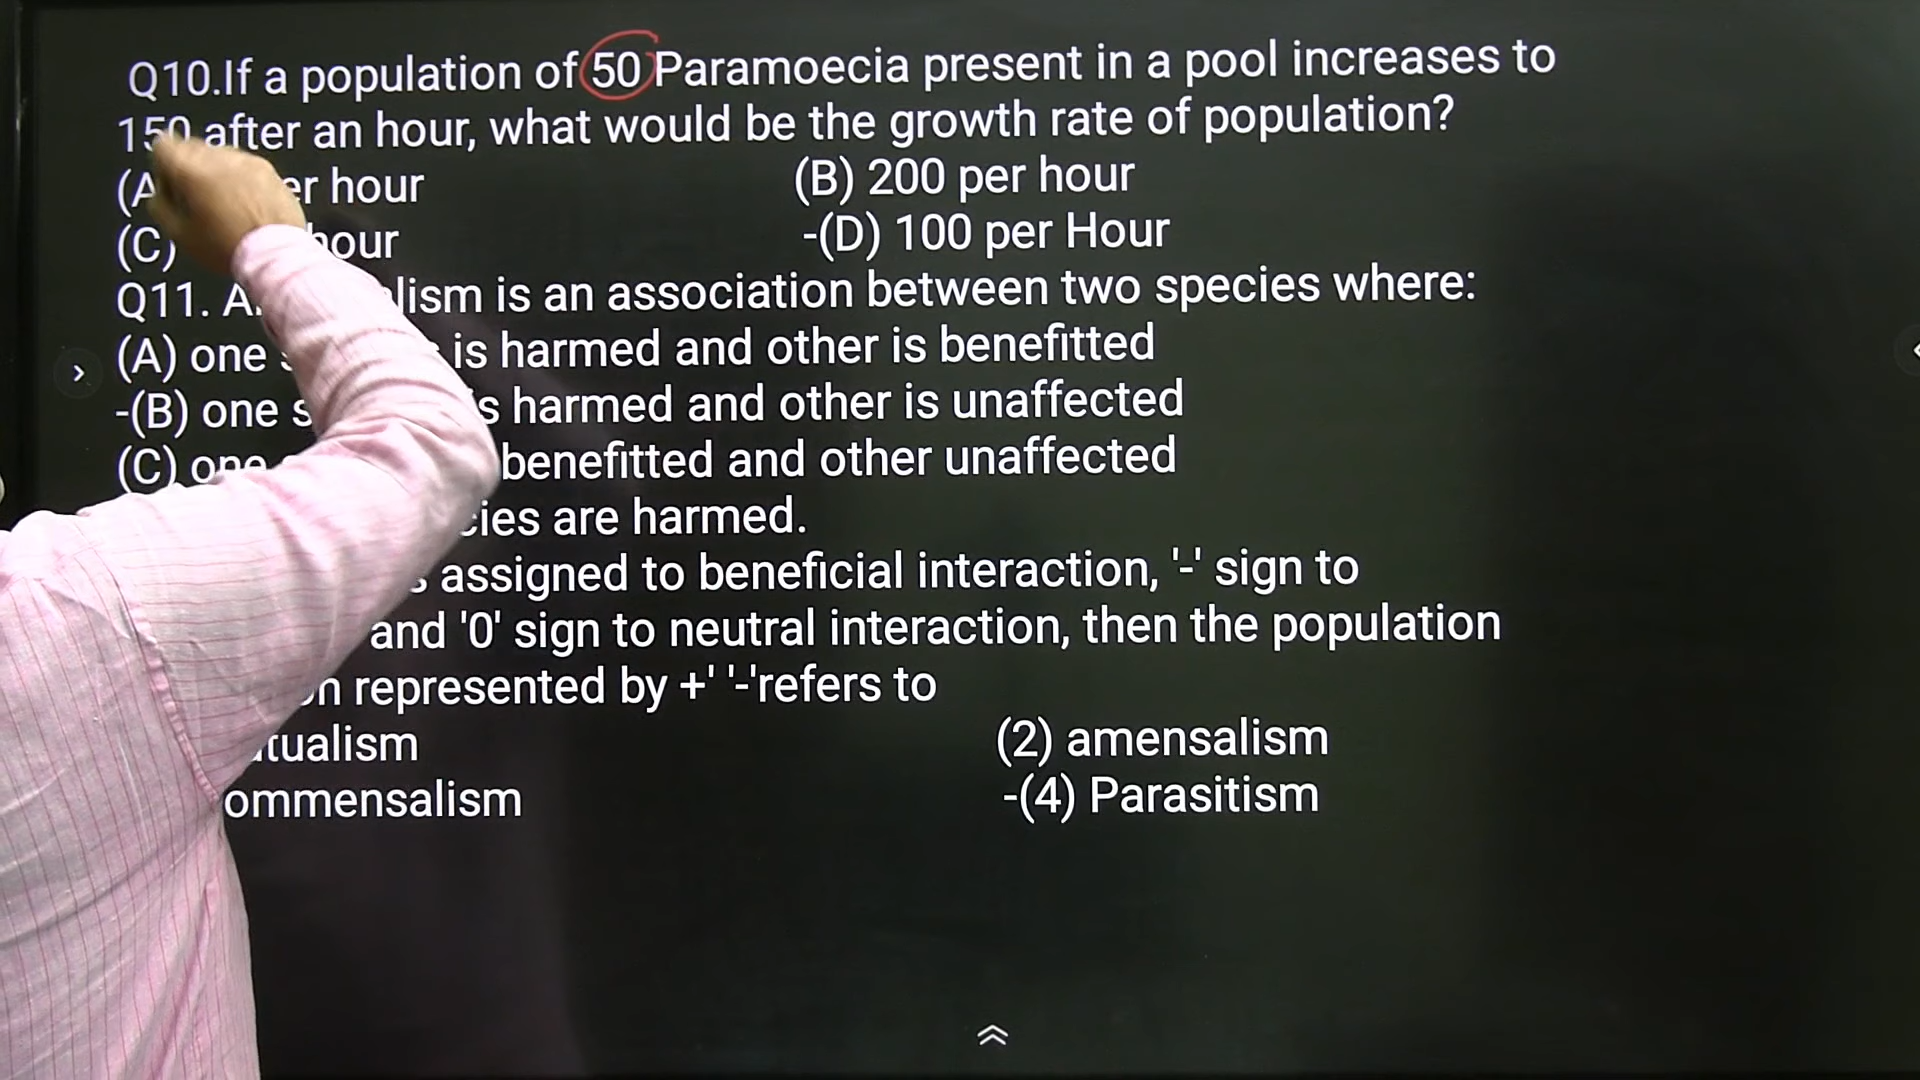 Q10.If a population of 50 Paramoecia present in a pool increases to
150 after an hour, what would be the growth rate of population?
(A hour (B) 200 per hour
(C) hour -(D) 100 per Hour
Q11. is an association between two species where:
(A) one is harmed and other is benefitted
-(B) one harmed and other is unaffected
(C) one benefitted and other unaffected
are harmed.
assigned to beneficial interaction, '-' sign to
and '0' sign to neutral interaction, then the population
represented by +' '-'refers to
(2) amensalism
ommensalism -(4) Parasitism